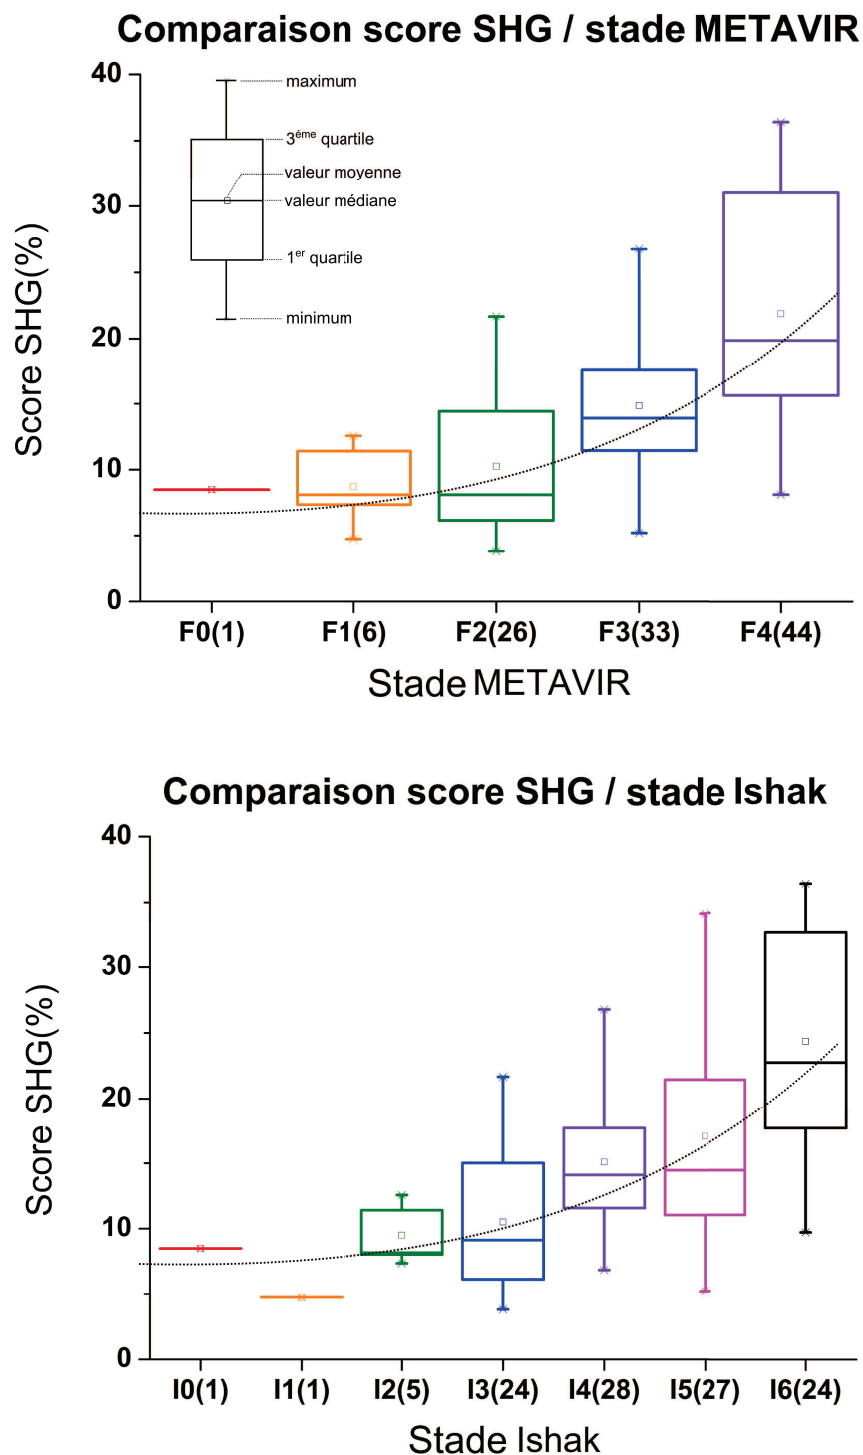 Comparaison score SHG / stade METAVIR
40
30
20
10
0
Score SHG(%)
maximum
3éme quartile
valeur moyenne
valeur médiane
1er quartile
minimum
F0(1) F1(6) F2(26) F3(33) F4(44)
Stade METAVIR
Comparaison score SHG / stade Ishak
40
30
20
10
0
Score SHG(%)
I0(1) I1(1) I2(5) I3(24) I4(28) I5(27) I6(24)
Stade Ishak